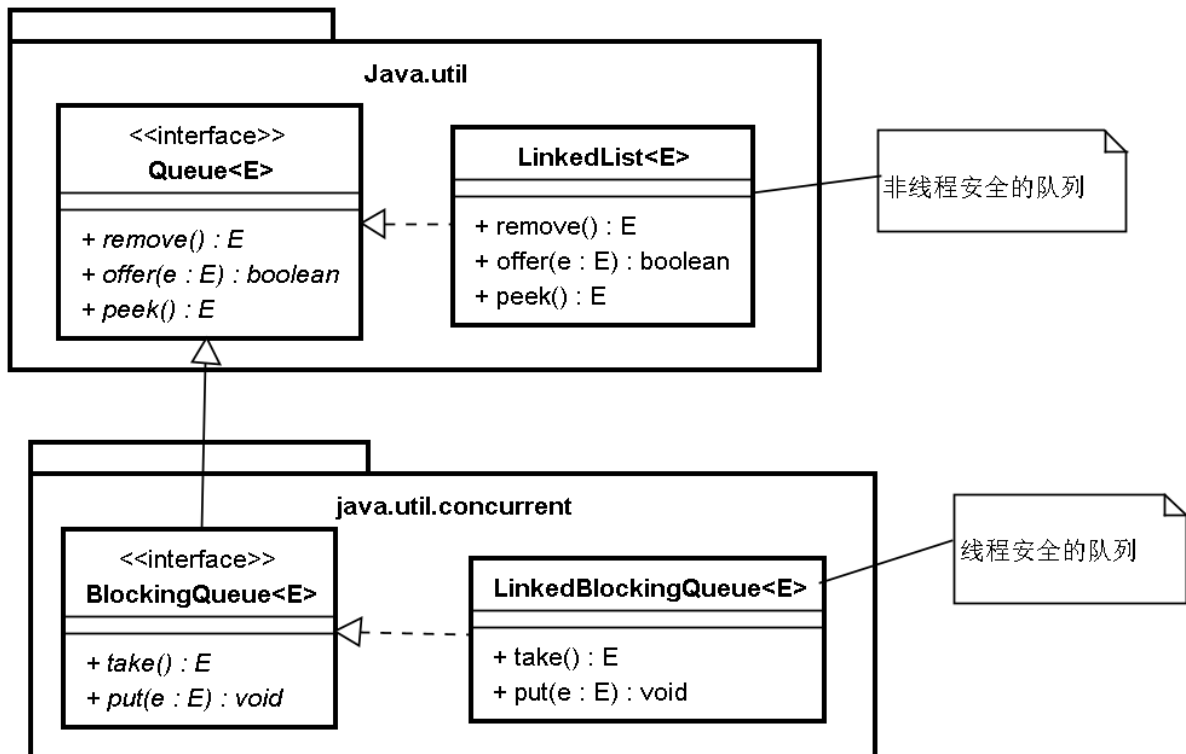 Java.util
<<interface>>
Queue<E>
+ remove() : E
+ offer(e : E) : boolean
+ peek() : E
LinkedList<E>
+ remove() : E
+ offer(e : E) : boolean
+ peek() : E
非线程安全的队列
java.util.concurrent
<<interface>>
BlockingQueue<E>
+ take() : E
+ put(e : E) : void
LinkedBlockingQueue<E>
+ take() : E
+ put(e : E) : void
线程安全的队列